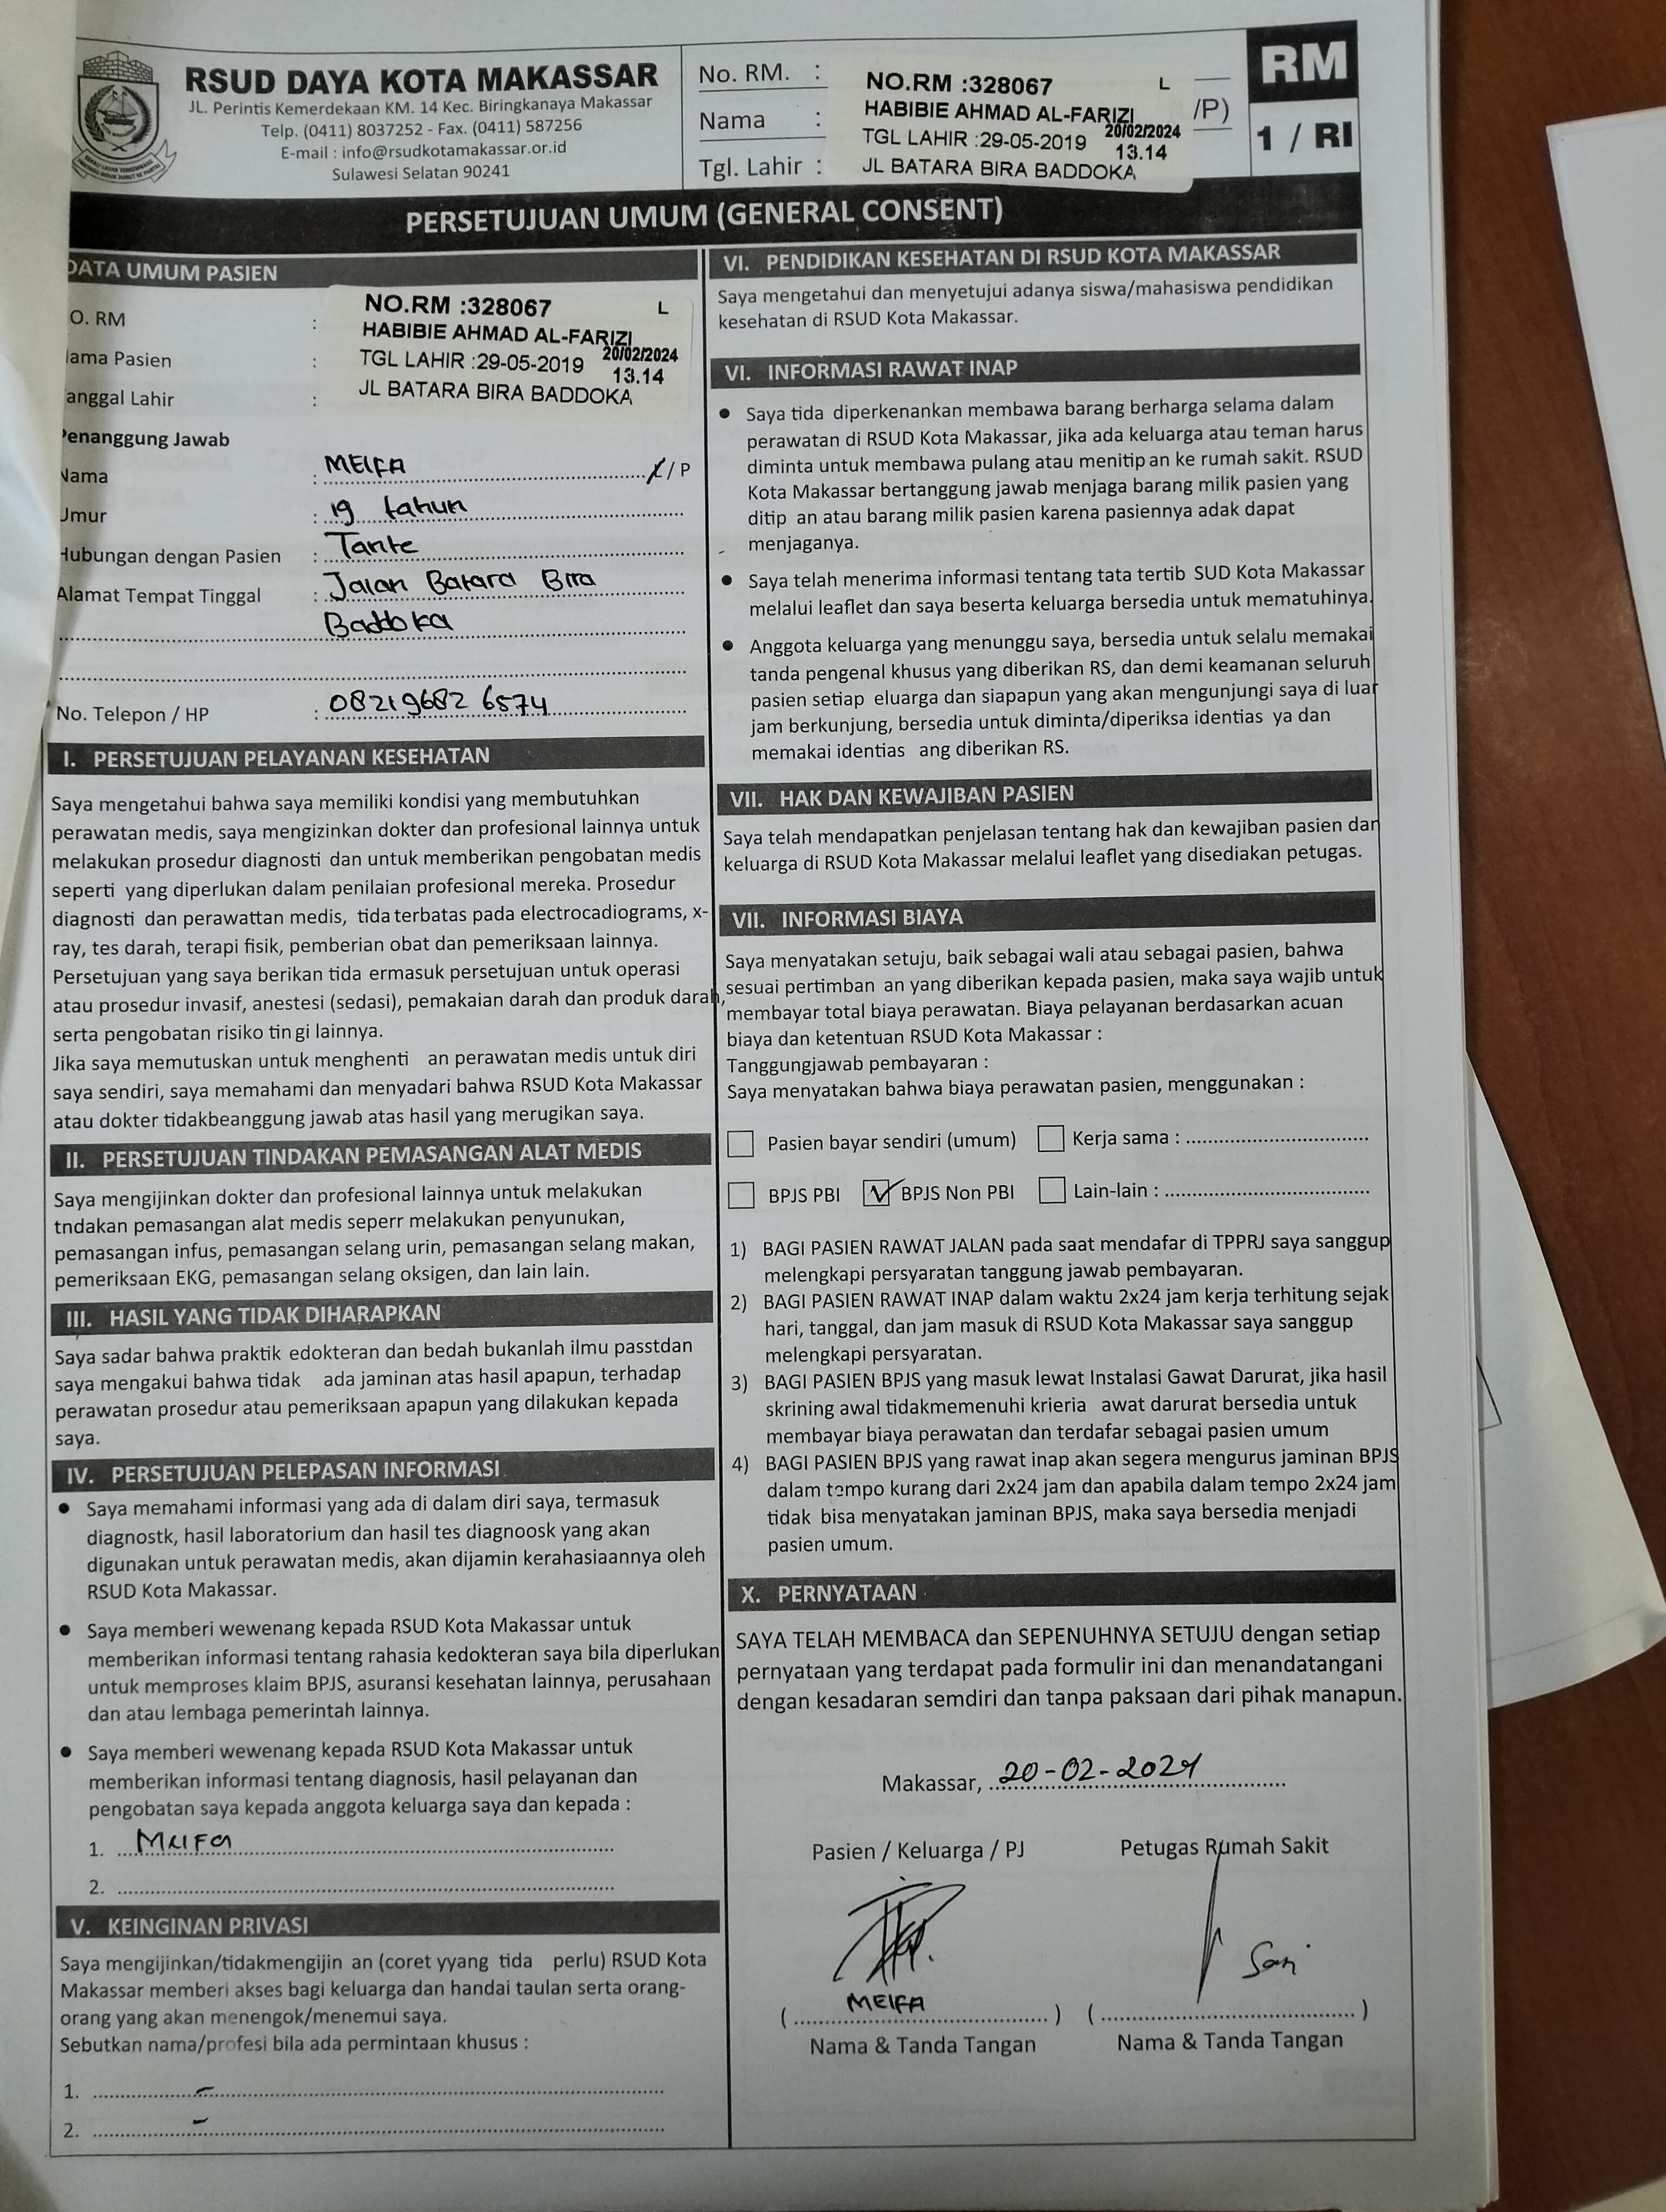 RSUD DAYA KOTA MAKASSAR
JL. Perintis Kemerdekaan KM. 14 Kec. Biringkanaya Makassar
Telp. (0411) 8037252 - Fax. (0411) 587256
E-mail : info@rsudkotamakassar.or.id
Sulawesi Selatan 90241
No. RM. :
Nama :
Tgl. Lahir :
NO.RM :328067 L
HABIBIE AHMAD AL-FARIZI
TGL LAHIR :29-05-2019 20/02/2024
13.14
JL BATARA BIRA BADDOKA
/P)
RM
1 / RI
PERSETUJUAN UMUM (GENERAL CONSENT)
DATA UMUM PASIEN
O. RM :
ama Pasien :
anggal Lahir :
NO.RM :328067 L
HABIBIE AHMAD AL-FARIZI
TGL LAHIR :29-05-2019 20/02/2024
13.14
JL BATARA BIRA BADDOKA
Penanggung Jawab
Nama : MEIFA L/ P
Umur : 19 tahun
Hubungan dengan Pasien : Tante
Alamat Tempat Tinggal : Jalan Batara Bira
Baddoka
No. Telepon / HP : 082196826574
I. PERSETUJUAN PELAYANAN KESEHATAN
Saya mengetahui bahwa saya memiliki kondisi yang membutuhkan
perawatan medis, saya mengizinkan dokter dan profesional lainnya untuk
melakukan prosedur diagnosti dan untuk memberikan pengobatan medis
seperti yang diperlukan dalam penilaian profesional mereka. Prosedur
diagnosti dan perawattan medis, tida terbatas pada electrocadiograms, x-
ray, tes darah, terapi fisik, pemberian obat dan pemeriksaan lainnya.
Persetujuan yang saya berikan tida ermasuk persetujuan untuk operasi
atau prosedur invasif, anestesi (sedasi), pemakaian darah dan produk darah,
serta pengobatan risiko tin gi lainnya.
Jika saya memutuskan untuk menghenti an perawatan medis untuk diri
saya sendiri, saya memahami dan menyadari bahwa RSUD Kota Makassar
atau dokter tidakbeanggung jawab atas hasil yang merugikan saya.
II. PERSETUJUAN TINDAKAN PEMASANGAN ALAT MEDIS
Saya mengijinkan dokter dan profesional lainnya untuk melakukan
tndakan pemasangan alat medis seperr melakukan penyunukan,
pemasangan infus, pemasangan selang urin, pemasangan selang makan,
pemeriksaan EKG, pemasangan selang oksigen, dan lain lain.
III. HASIL YANG TIDAK DIHARAPKAN
Saya sadar bahwa praktik edokteran dan bedah bukanlah ilmu passtdan
saya mengakui bahwa tidak ada jaminan atas hasil apapun, terhadap
perawatan prosedur atau pemeriksaan apapun yang dilakukan kepada
saya.
IV. PERSETUJUAN PELEPASAN INFORMASI
• Saya memahami informasi yang ada di dalam diri saya, termasuk
diagnostk, hasil laboratorium dan hasil tes diagnoosk yang akan
digunakan untuk perawatan medis, akan dijamin kerahasiaannya oleh
RSUD Kota Makassar.
• Saya memberi wewenang kepada RSUD Kota Makassar untuk
memberikan informasi tentang rahasia kedokteran saya bila diperlukan
untuk memproses klaim BPJS, asuransi kesehatan lainnya, perusahaan
dan atau lembaga pemerintah lainnya.
• Saya memberi wewenang kepada RSUD Kota Makassar untuk
memberikan informasi tentang diagnosis, hasil pelayanan dan
pengobatan saya kepada anggota keluarga saya dan kepada :
1. Meifa
2.
V. KEINGINAN PRIVASI
Saya mengijinkan/tidakmengijin an (coret yyang tida perlu) RSUD Kota
Makassar memberi akses bagi keluarga dan handai taulan serta orang-
orang yang akan menengok/menemui saya.
Sebutkan nama/profesi bila ada permintaan khusus :
1. -
2. -
VI. PENDIDIKAN KESEHATAN DI RSUD KOTA MAKASSAR
Saya mengetahui dan menyetujui adanya siswa/mahasiswa pendidikan
kesehatan di RSUD Kota Makassar.
VI. INFORMASI RAWAT INAP
• Saya tida diperkenankan membawa barang berharga selama dalam
perawatan di RSUD Kota Makassar, jika ada keluarga atau teman harus
diminta untuk membawa pulang atau menitip an ke rumah sakit. RSUD
Kota Makassar bertanggung jawab menjaga barang milik pasien yang
ditip an atau barang milik pasien karena pasiennya adak dapat
menjaganya.
• Saya telah menerima informasi tentang tata tertib SUD Kota Makassar
melalui leaflet dan saya beserta keluarga bersedia untuk mematuhinya.
• Anggota keluarga yang menunggu saya, bersedia untuk selalu memakai
tanda pengenal khusus yang diberikan RS, dan demi keamanan seluruh
pasien setiap eluarga dan siapapun yang akan mengunjungi saya di luar
jam berkunjung, bersedia untuk diminta/diperiksa identias ya dan
memakai identias ang diberikan RS.
VII. HAK DAN KEWAJIBAN PASIEN
Saya telah mendapatkan penjelasan tentang hak dan kewajiban pasien dan
keluarga di RSUD Kota Makassar melalui leaflet yang disediakan petugas.
VII. INFORMASI BIAYA
Saya menyatakan setuju, baik sebagai wali atau sebagai pasien, bahwa
sesuai pertimban an yang diberikan kepada pasien, maka saya wajib untuk
membayar total biaya perawatan. Biaya pelayanan berdasarkan acuan
biaya dan ketentuan RSUD Kota Makassar :
Tanggungjawab pembayaran :
Saya menyatakan bahwa biaya perawatan pasien, menggunakan :
Pasien bayar sendiri (umum) Kerja sama :
BPJS PBI ✓ BPJS Non PBI Lain-lain :
1) BAGI PASIEN RAWAT JALAN pada saat mendafar di TPPRJ saya sanggup
melengkapi persyaratan tanggung jawab pembayaran.
2) BAGI PASIEN RAWAT INAP dalam waktu 2x24 jam kerja terhitung sejak
hari, tanggal, dan jam masuk di RSUD Kota Makassar saya sanggup
melengkapi persyaratan.
3) BAGI PASIEN BPJS yang masuk lewat Instalasi Gawat Darurat, jika hasil
skrining awal tidakmemenuhi krieria awat darurat bersedia untuk
membayar biaya perawatan dan terdafar sebagai pasien umum
4) BAGI PASIEN BPJS yang rawat inap akan segera mengurus jaminan BPJS
dalam tempo kurang dari 2x24 jam dan apabila dalam tempo 2x24 jam
tidak bisa menyatakan jaminan BPJS, maka saya bersedia menjadi
pasien umum.
X. PERNYATAAN
SAYA TELAH MEMBACA dan SEPENUHNYA SETUJU dengan setiap
pernyataan yang terdapat pada formulir ini dan menandatangani
dengan kesadaran semdiri dan tanpa paksaan dari pihak manapun.
Makassar, 20-02-2024
Pasien / Keluarga / PJ Petugas Rumah Sakit
Sari
( MEIFA ) ( )
Nama & Tanda Tangan Nama & Tanda Tangan